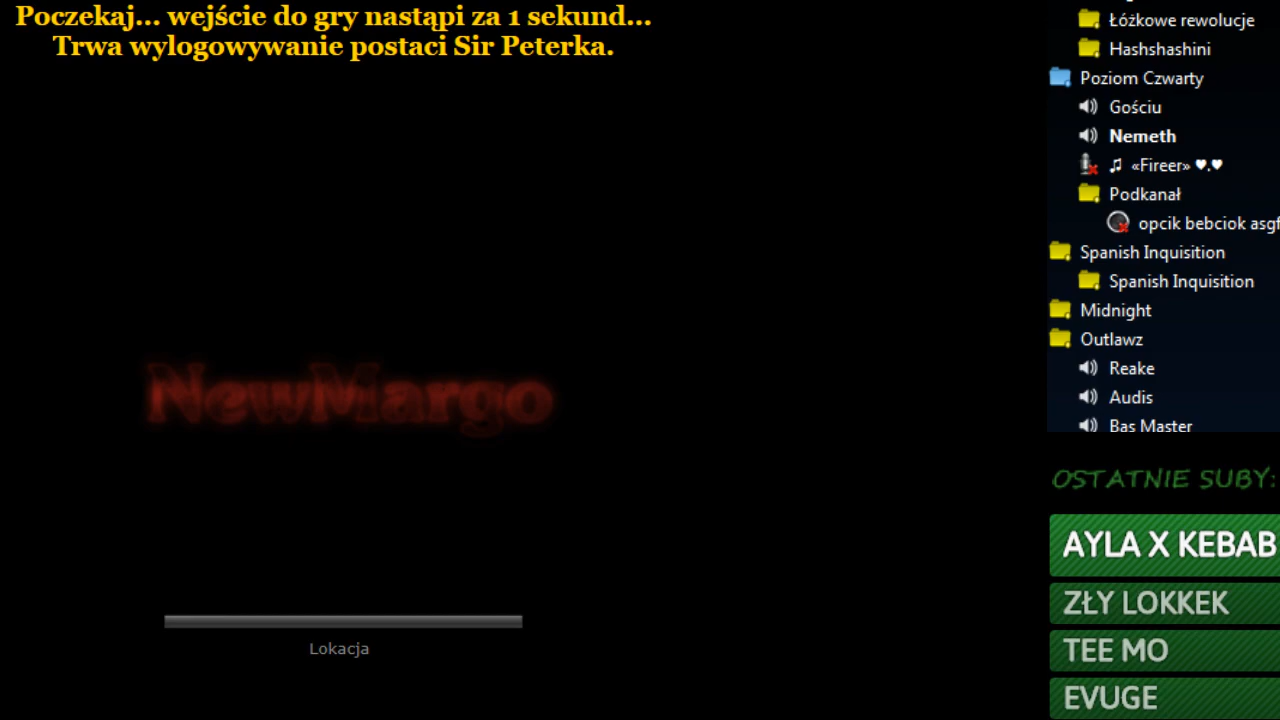 Poczekaj... wejście do gry nastąpi za 1 sekund...
Trwa wylogowywanie postaci Sir Peterka.
NewMargo
Lokacja
Łóżkowe rewolucje
Hashshashini
Poziom Czwarty
Gościu
Nemeth
♫ «Fireer» ♥.♥
Podkanał
opcik bebciok asgf
Spanish Inquisition
Spanish Inquisition
Midnight
Outlawz
Reake
Audis
Bas Master
OSTATNIE SUBY:
AYLA X KEBAB
ZŁY LOKKEK
TEE MO
EVUGE